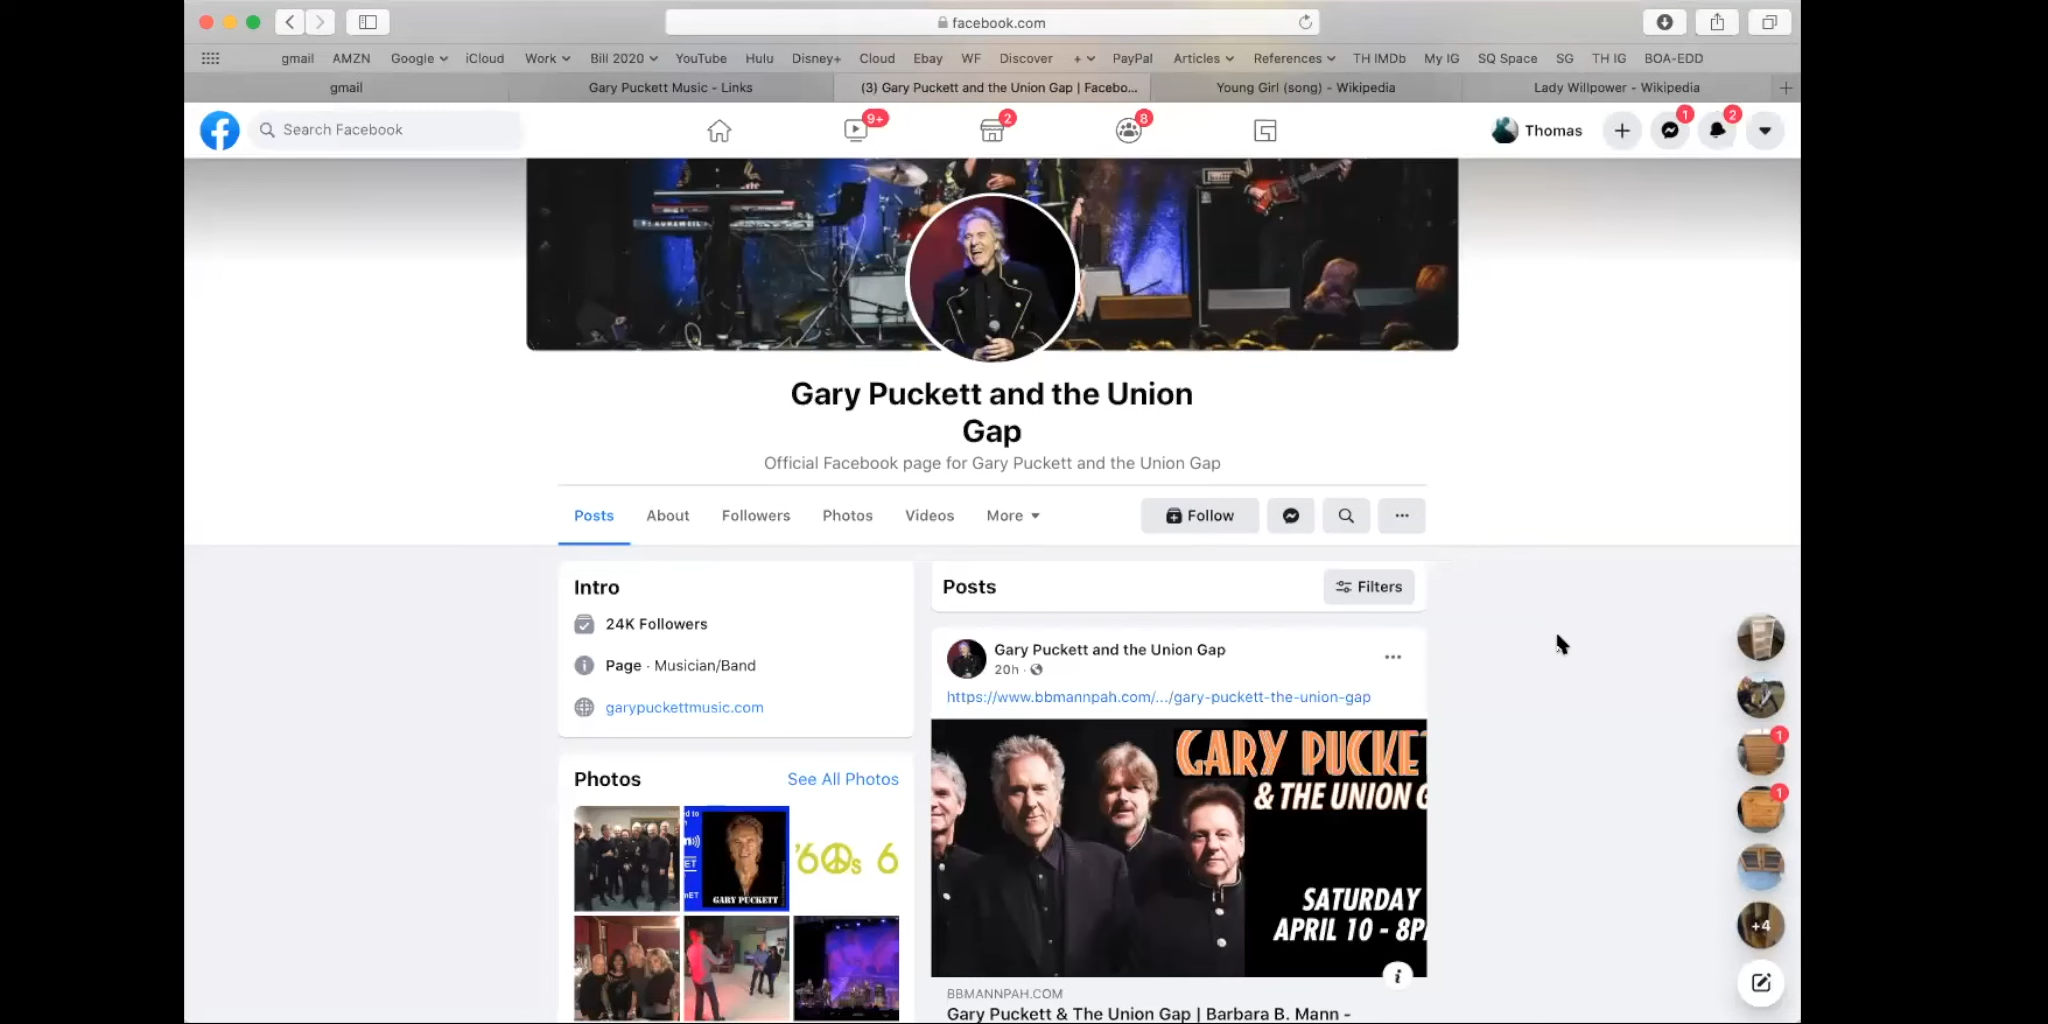 facebook.com
gmail AMZN Google iCloud Work Bill 2020 YouTube Hulu Disney+ Cloud Ebay WF Discover + PayPal Articles References TH IMDb My IG SQ Space SG TH IG BOA-EDD
gmail Gary Puckett Music - Links (3) Gary Puckett and the Union Gap | Facebo... Young Girl (song) - Wikipedia Lady Willpower - Wikipedia
Search Facebook 9+ 2 8 Thomas 1 2
Gary Puckett and the Union
Gap
Official Facebook page for Gary Puckett and the Union Gap
Posts About Followers Photos Videos More Follow
Intro
24K Followers
Page · Musician/Band
garypuckettmusic.com
Photos See All Photos
GARY PUCKETT
'60s 6
Posts Filters
Gary Puckett and the Union Gap
20h ·
https://www.bbmannpah.com/.../gary-puckett-the-union-gap
GARY PUCKE
& THE UNION G
SATURDAY
APRIL 10 - 8P
BBMANNPAH.COM
Gary Puckett & The Union Gap | Barbara B. Mann -
1
1
+4